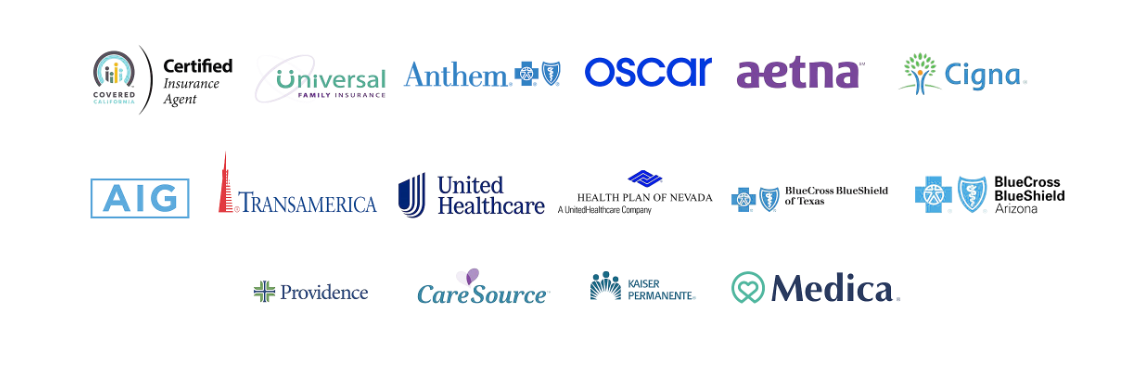 COVERED
CALIFORNIA
Certified
Insurance
Agent
Universal
FAMILY INSURANCE
Anthem
oscar
aetna
Cigna
AIG
TRANSAMERICA
United
Healthcare
HEALTH PLAN OF NEVADA
A UnitedHealthcare Company
BlueCross BlueShield
of Texas
BlueCross
BlueShield
Arizona
Providence
CareSource
KAISER
PERMANENTE
Medica